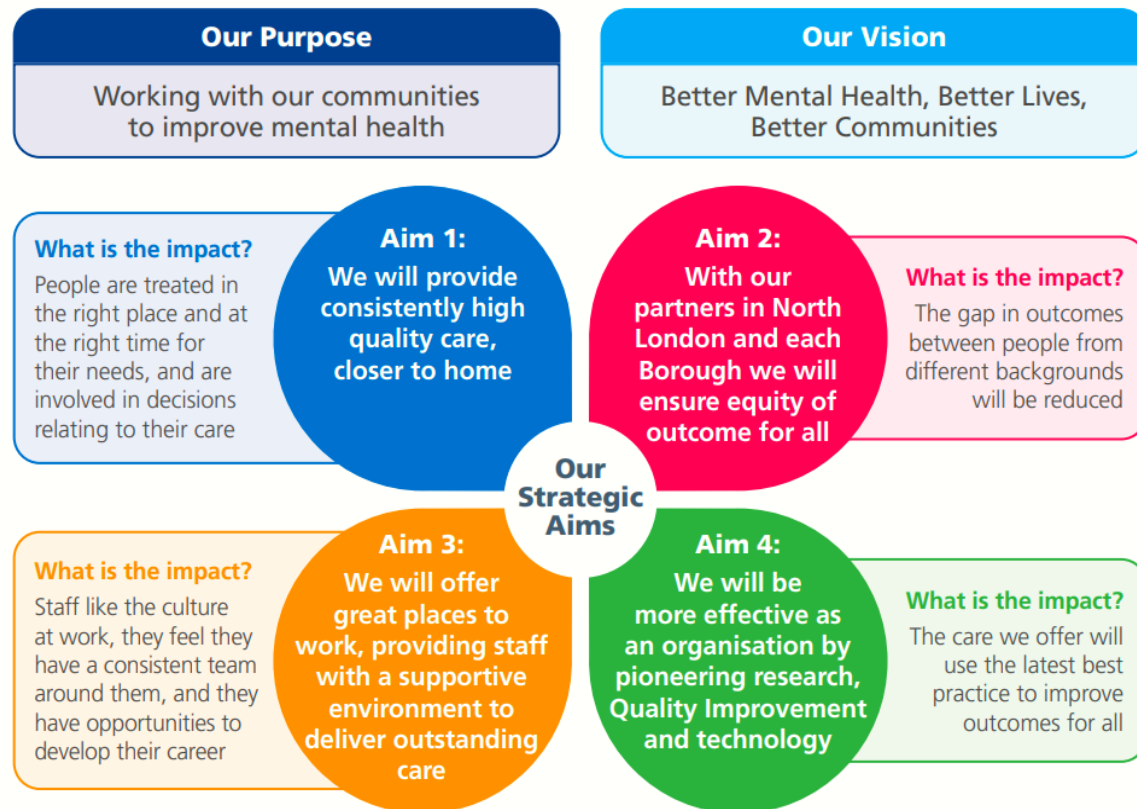 Our Purpose
Working with our communities
to improve mental health
Our Vision
Better Mental Health, Better Lives,
Better Communities
What is the impact?
People are treated in
the right place and at
the right time for
their needs, and are
involved in decisions
relating to their care
Aim 1:
We will provide
consistently high
quality care,
closer to home
Aim 2:
With our
partners in North
London and each
Borough we will
ensure equity of
outcome for all
What is the impact?
The gap in outcomes
between people from
different backgrounds
will be reduced
Our
Strategic
Aims
What is the impact?
Staff like the culture
at work, they feel they
have a consistent team
around them, and they
have opportunities to
develop their career
Aim 3:
We will offer
great places to
work, providing staff
with a supportive
environment to
deliver outstanding
care
Aim 4:
We will be
more effective as
an organisation by
pioneering research,
Quality Improvement
and technology
What is the impact?
The care we offer will
use the latest best
practice to improve
outcomes for all